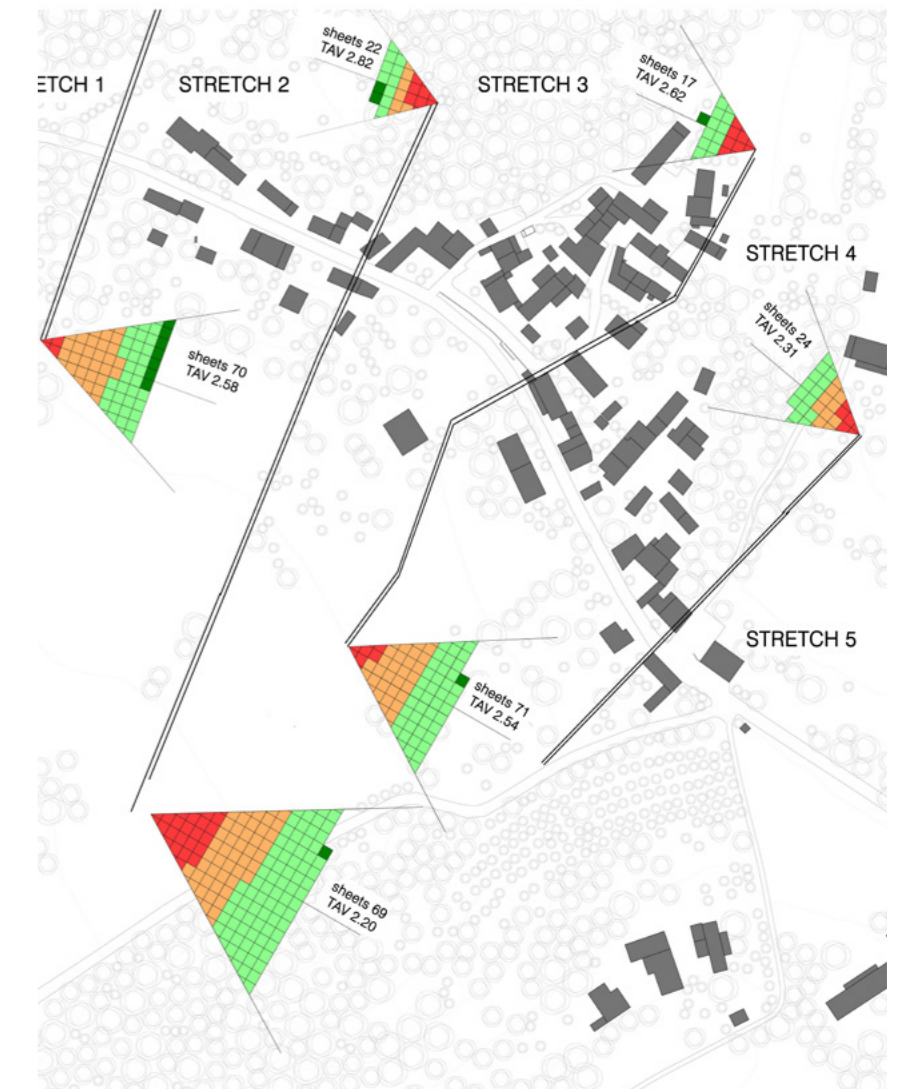 sheets 22
TAV 2.82
sheets 17
TAV 2.62
ETCH 1
STRETCH 2
STRETCH 3
STRETCH 4
sheets 24
TAV 2.31
sheets 70
TAV 2.58
STRETCH 5
sheets 71
TAV 2.54
sheets 69
TAV 2.20